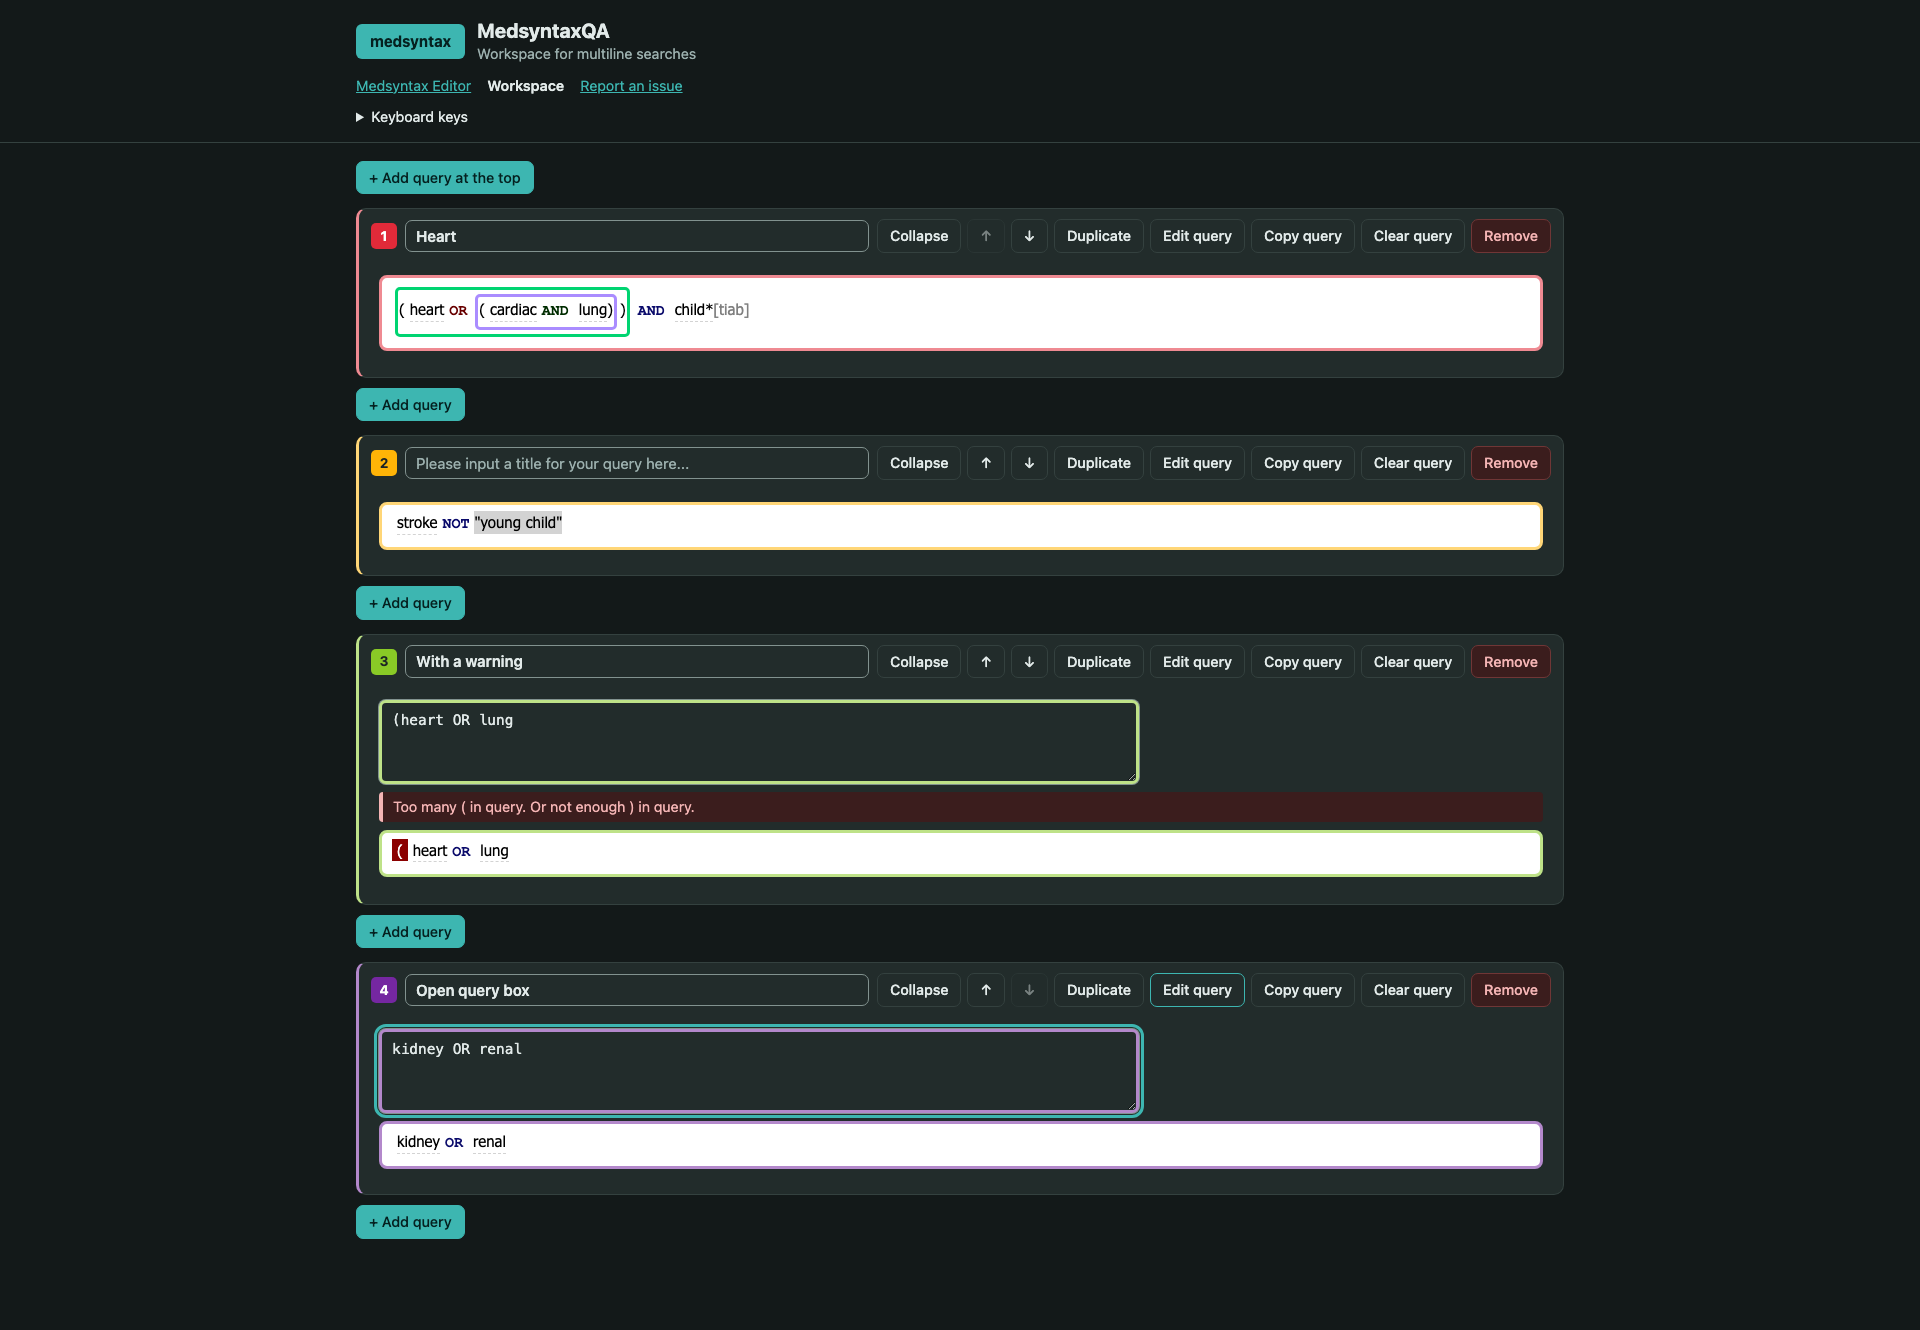 medsyntax
MedsyntaxQA
Workspace for multiline searches
Medsyntax Editor Workspace Report an issue
▶ Keyboard keys
+ Add query at the top
1 Heart Collapse ↑ ↓ Duplicate Edit query Copy query Clear query Remove
( heart OR ( cardiac AND lung) ) AND child*[tiab]
+ Add query
2 Please input a title for your query here... Collapse ↑ ↓ Duplicate Edit query Copy query Clear query Remove
stroke NOT "young child"
+ Add query
3 With a warning Collapse ↑ ↓ Duplicate Edit query Copy query Clear query Remove
(heart OR lung
Too many ( in query. Or not enough ) in query.
( heart OR lung
+ Add query
4 Open query box Collapse ↑ ↓ Duplicate Edit query Copy query Clear query Remove
kidney OR renal
kidney OR renal
+ Add query